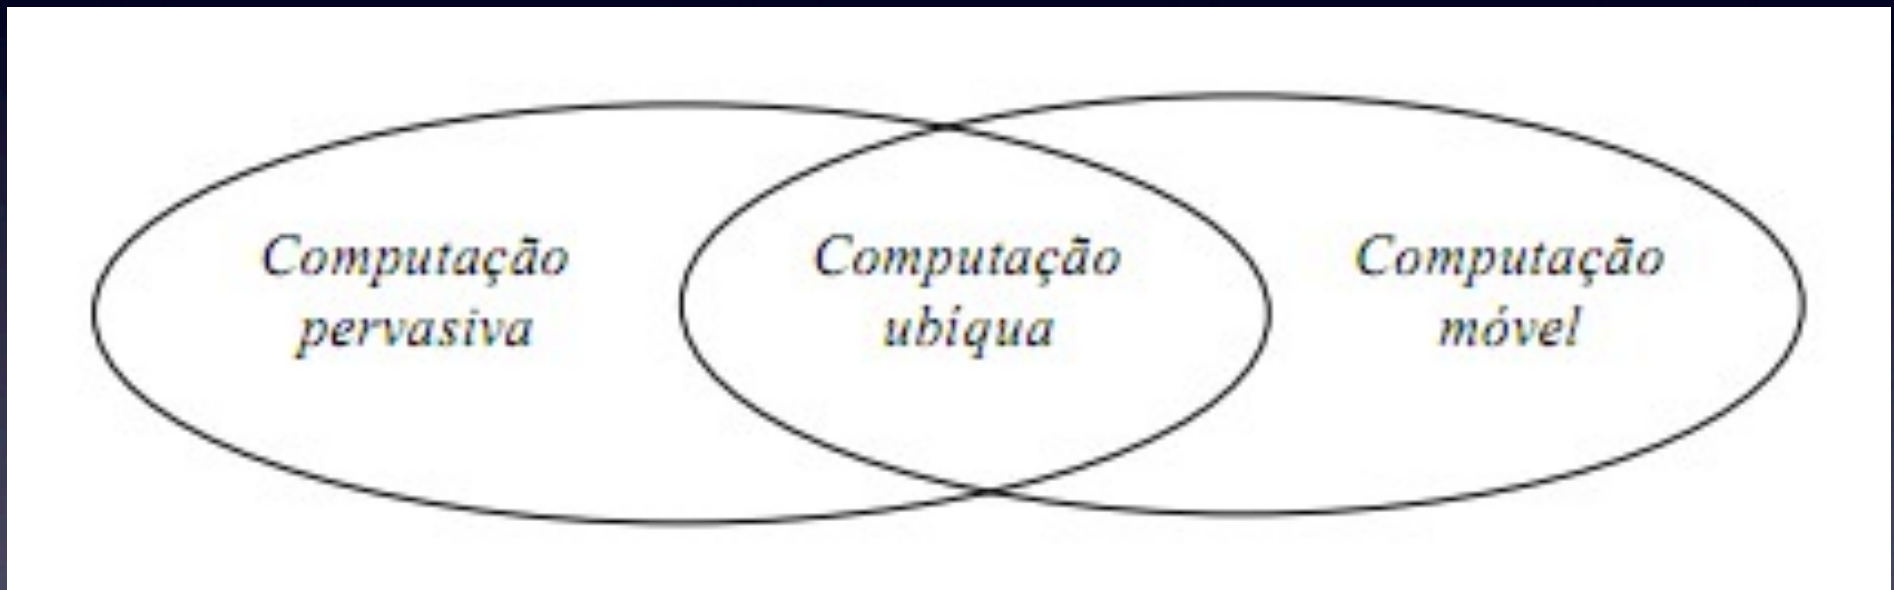 Computação
pervasiva
Computação
ubíqua
Computação
móvel